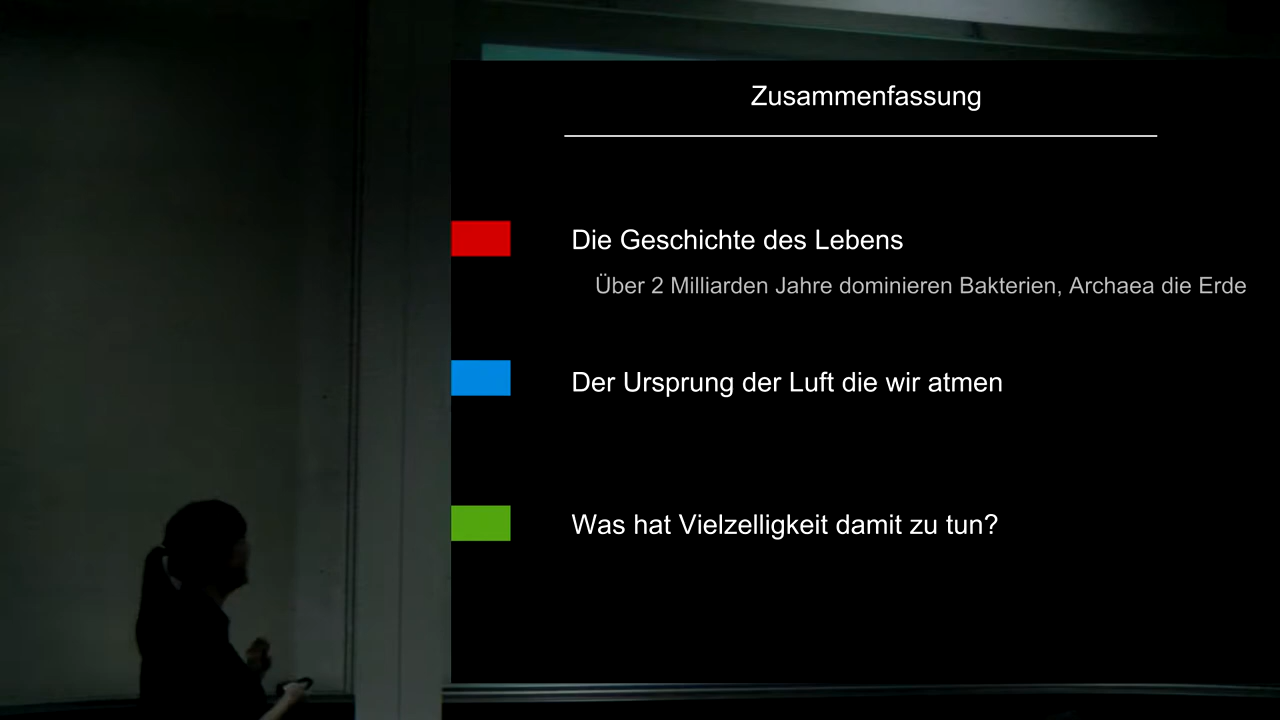 Zusammenfassung
Die Geschichte des Lebens
Über 2 Milliarden Jahre dominieren Bakterien, Archaea die Erde
Der Ursprung der Luft die wir atmen
Was hat Vielzelligkeit damit zu tun?